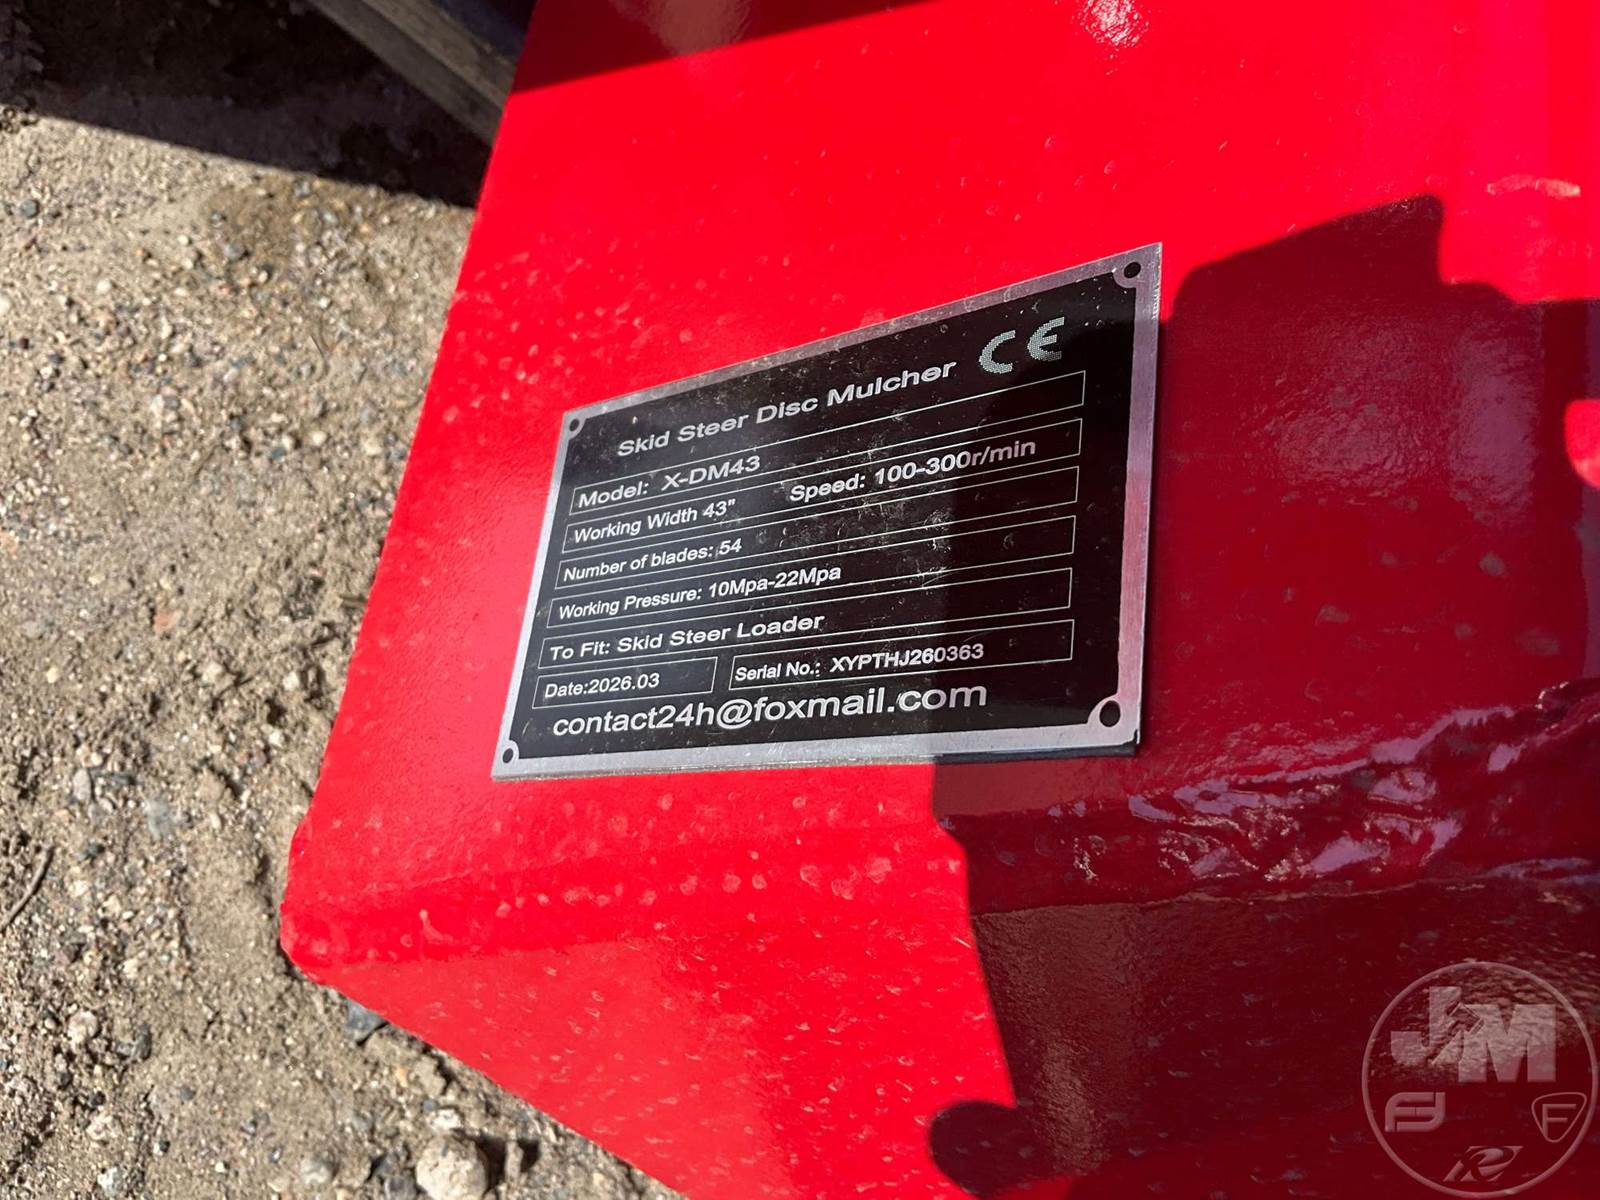 Skid Steer Disc Mulcher CE
Model: X-DM43
Working Width 43" Speed: 100-300r/min
Number of blades: 54
Working Pressure: 10Mpa-22Mpa
To Fit: Skid Steer Loader
Date:2026.03 Serial No.: XYPTHJ260363
contact24h@foxmail.com
J&M